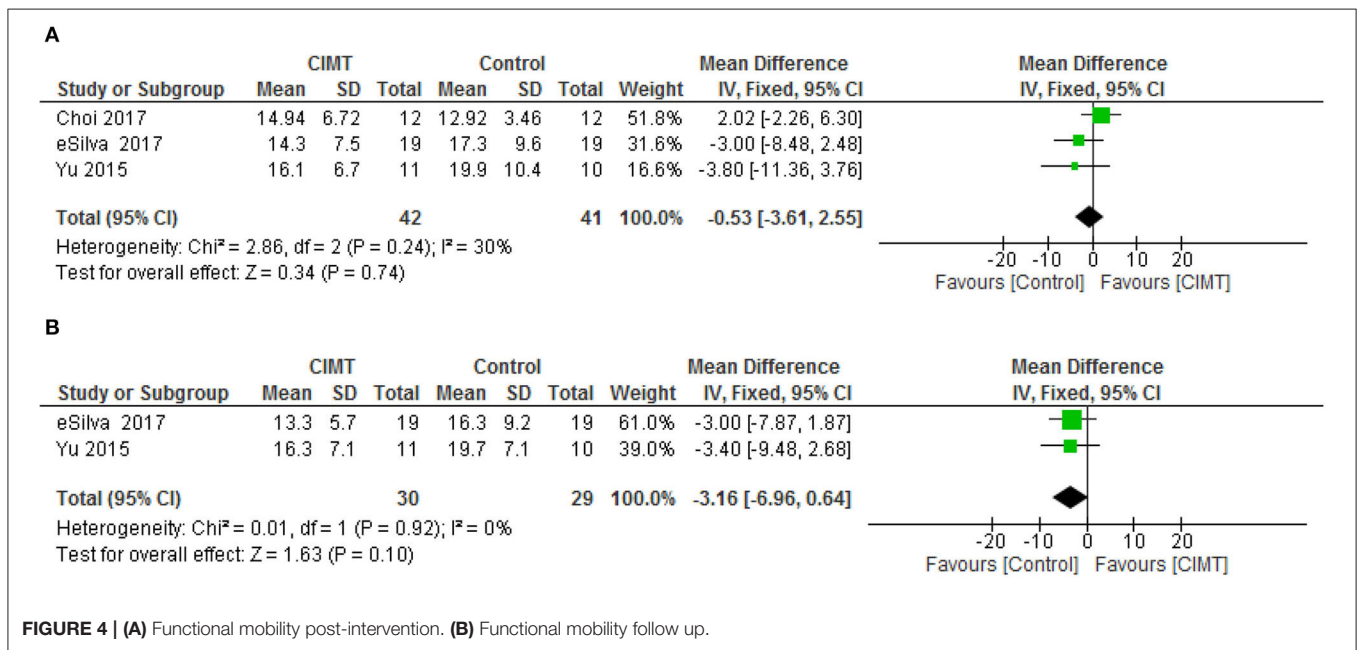 A
CIMT Control Mean Difference Mean Difference
Study or Subgroup Mean SD Total Mean SD Total Weight IV, Fixed, 95% CI IV, Fixed, 95% CI
Choi 2017 14.94 6.72 12 12.92 3.46 12 51.8% 2.02 [-2.26, 6.30]
eSilva 2017 14.3 7.5 19 17.3 9.6 19 31.6% -3.00 [-8.48, 2.48]
Yu 2015 16.1 6.7 11 19.9 10.4 10 16.6% -3.80 [-11.36, 3.76]
Total (95% CI) 42 41 100.0% -0.53 [-3.61, 2.55]
Heterogeneity: Chi² = 2.86, df = 2 (P = 0.24); I² = 30%
Test for overall effect: Z = 0.34 (P = 0.74)
-20 -10 0 10 20
Favours [Control] Favours [CIMT]
B
CIMT Control Mean Difference Mean Difference
Study or Subgroup Mean SD Total Mean SD Total Weight IV, Fixed, 95% CI IV, Fixed, 95% CI
eSilva 2017 13.3 5.7 19 16.3 9.2 19 61.0% -3.00 [-7.87, 1.87]
Yu 2015 16.3 7.1 11 19.7 7.1 10 39.0% -3.40 [-9.48, 2.68]
Total (95% CI) 30 29 100.0% -3.16 [-6.96, 0.64]
Heterogeneity: Chi² = 0.01, df = 1 (P = 0.92); I² = 0%
Test for overall effect: Z = 1.63 (P = 0.10)
-20 -10 0 10 20
Favours [Control] Favours [CIMT]
FIGURE 4 | (A) Functional mobility post-intervention. (B) Functional mobility follow up.